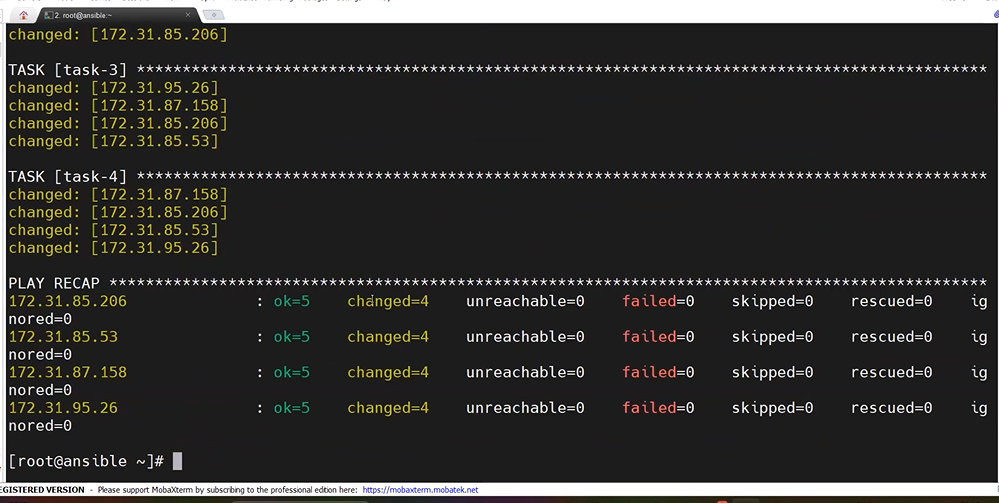 2. root@ansible:~
changed: [172.31.85.206]
TASK [task-3] *********************************************************************************************
changed: [172.31.95.26]
changed: [172.31.87.158]
changed: [172.31.85.206]
changed: [172.31.85.53]
TASK [task-4] *********************************************************************************************
changed: [172.31.87.158]
changed: [172.31.85.206]
changed: [172.31.85.53]
changed: [172.31.95.26]
PLAY RECAP ************************************************************************************************
172.31.85.206 : ok=5 changed=4 unreachable=0 failed=0 skipped=0 rescued=0 ig
nored=0
172.31.85.53 : ok=5 changed=4 unreachable=0 failed=0 skipped=0 rescued=0 ig
nored=0
172.31.87.158 : ok=5 changed=4 unreachable=0 failed=0 skipped=0 rescued=0 ig
nored=0
172.31.95.26 : ok=5 changed=4 unreachable=0 failed=0 skipped=0 rescued=0 ig
nored=0
[root@ansible ~]#
EGISTERED VERSION - Please support MobaXterm by subscribing to the professional edition here: https://mobaxterm.mobatek.net